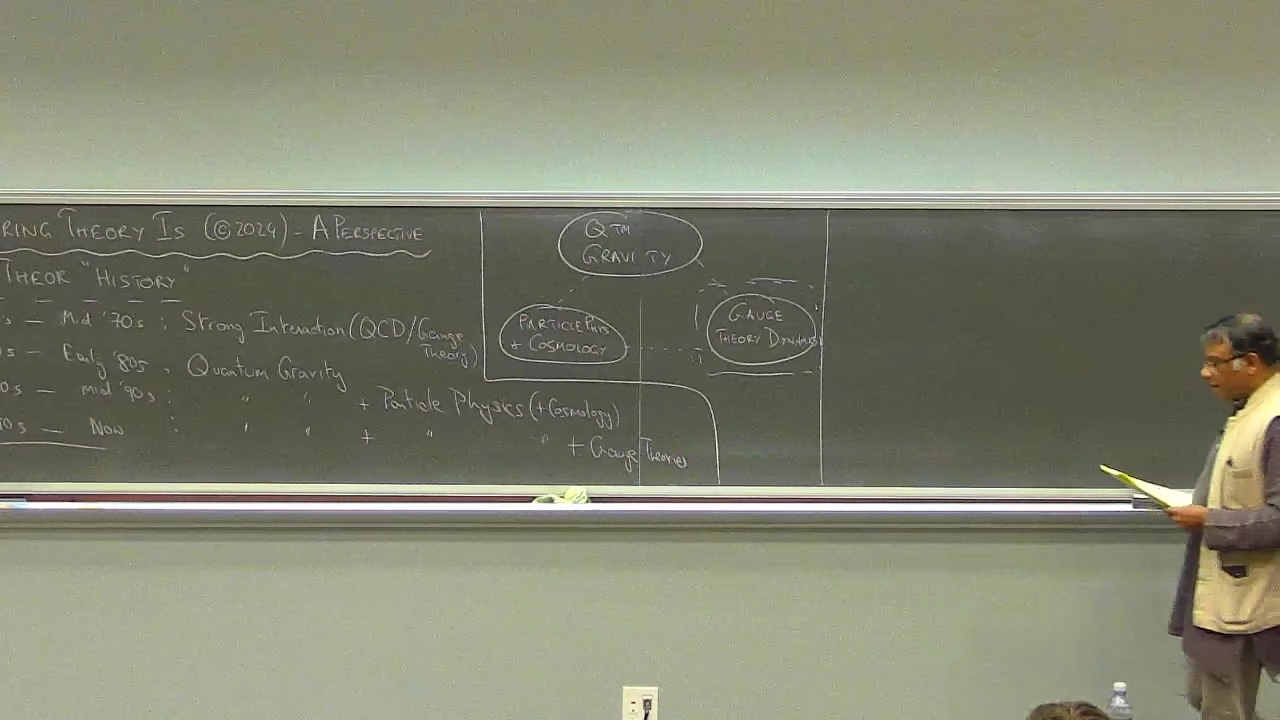 RING THEORY IS (©2024) - A PERSPECTIVE
THEOR "HISTORY"
s — Mid '70s : Strong Interaction (QCD/Gauge
Theory)
s — Early '80s : Quantum Gravity
0s — mid '90s : " " + Particle Physics (+Cosmology)
0s — Now : " " + " " + Gauge Theories
QTM
GRAVITY
PARTICLE PHYS
+ COSMOLOGY
GAUGE
THEORY DYNAMICS